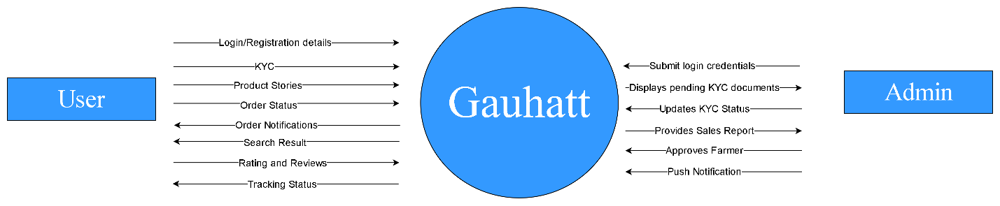 Login/Registration details
KYC
Product Stories
Order Status
Order Notifications
Search Result
Rating and Reviews
Tracking Status
User
Gauhatt
Submit login credentials
Displays pending KYC documents
Updates KYC Status
Provides Sales Report
Approves Farmer
Push Notification
Admin